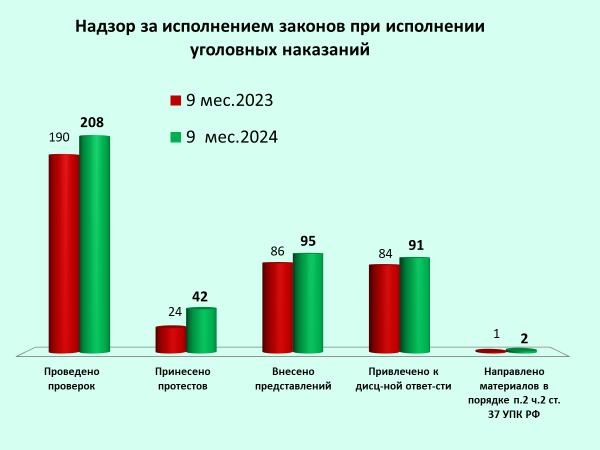 Надзор за исполнением законов при исполнении
уголовных наказаний
9 мес.2023
9 мес.2024
190
208
24
42
86
95
84
91
1
2
Проведено
проверок
Принесено
протестов
Внесено
представлений
Привлечено к
дисц-ной ответ-сти
Направлено
материалов в
порядке п.2 ч.2 ст.
37 УПК РФ